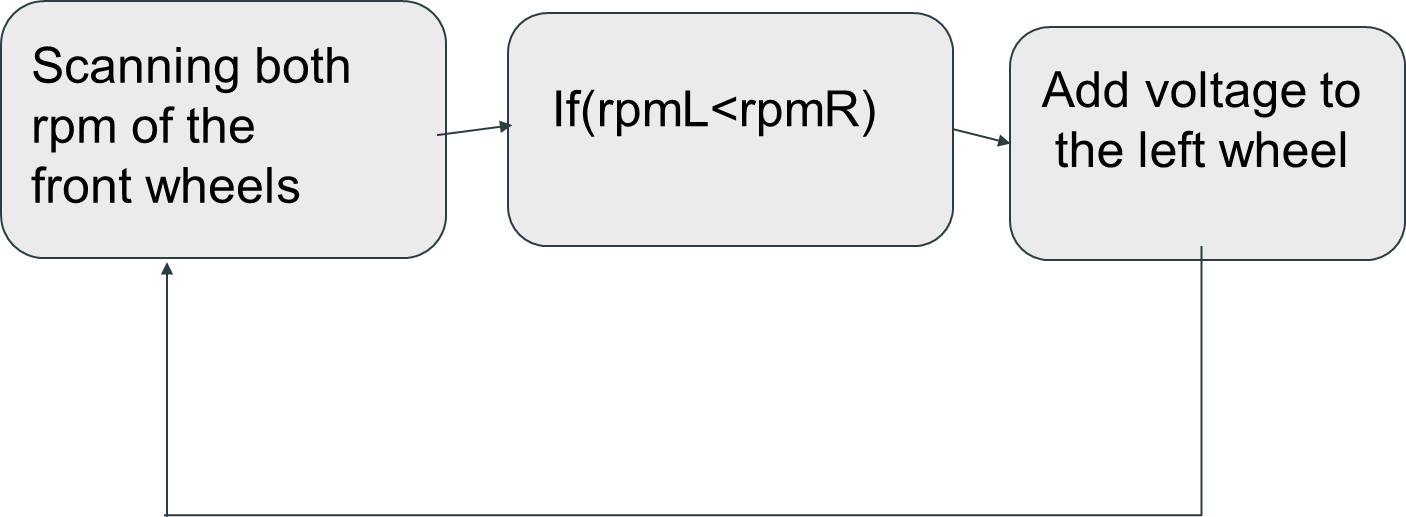 Scanning both
rpm of the
front wheels
If(rpmL<rpmR)
Add voltage to
the left wheel